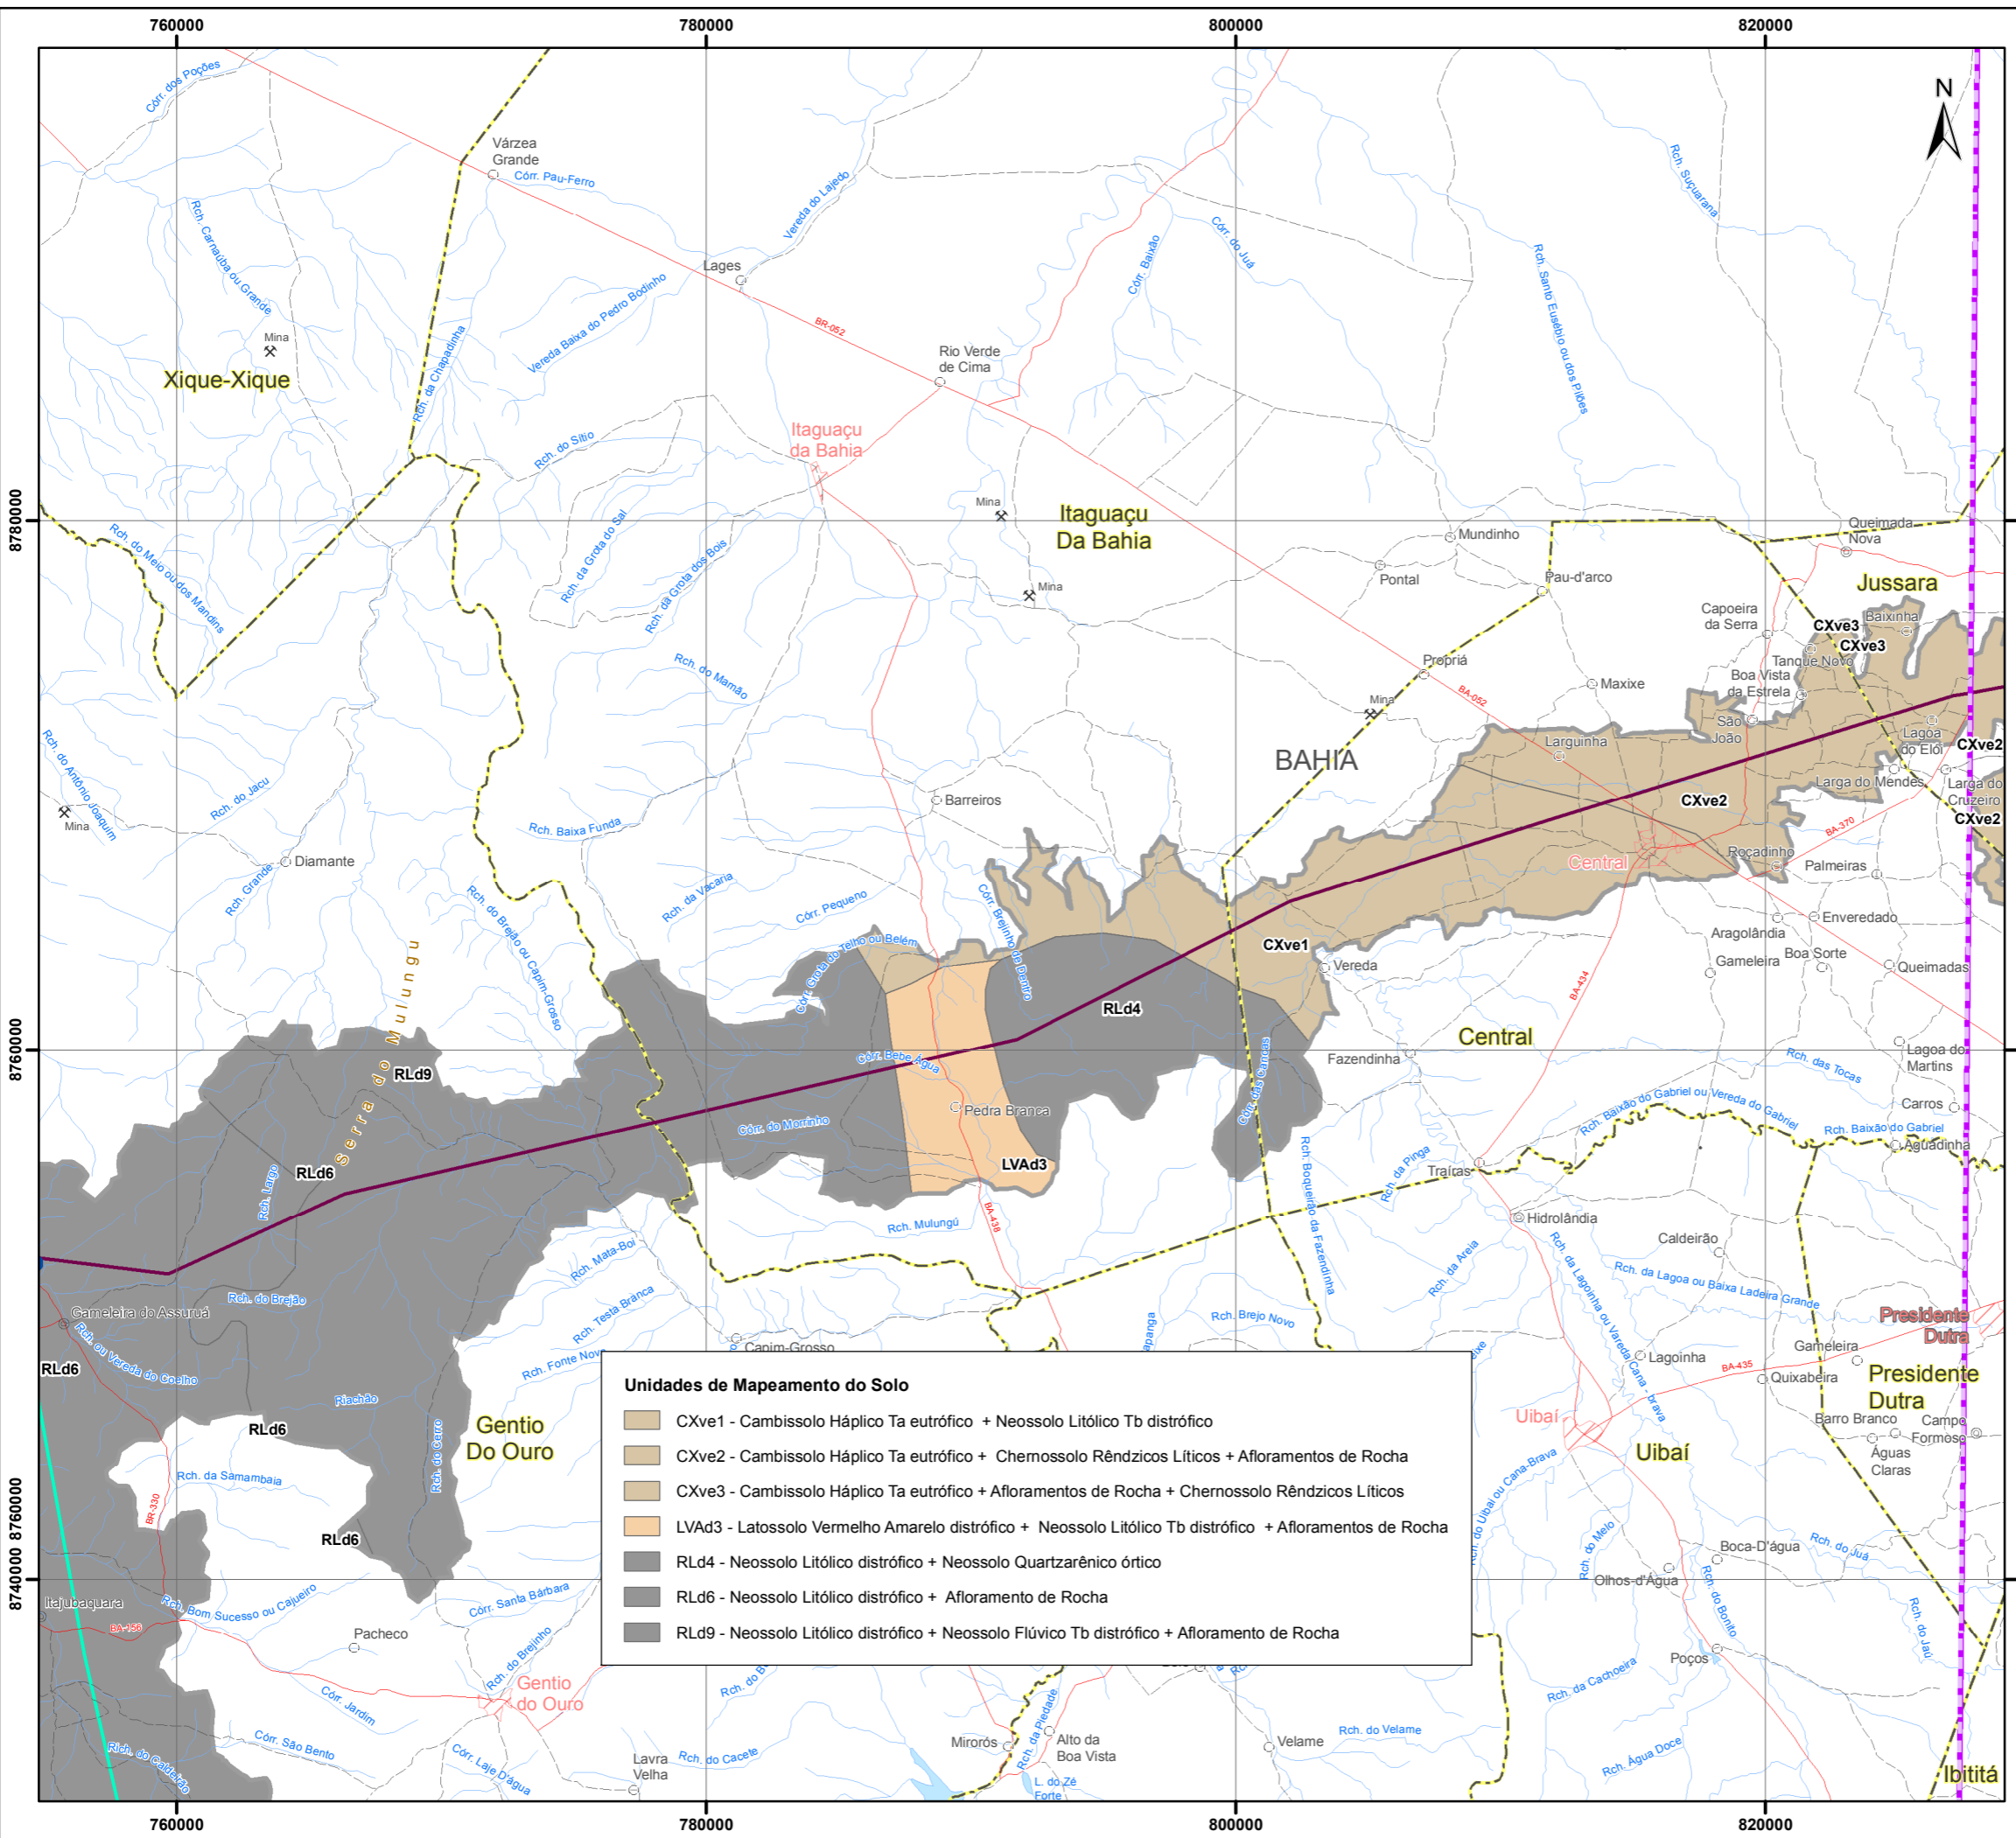 760000
780000
800000
820000
N
Córr. dos Poções
Várzea
Grande
Córr. Pau-Ferro
Vereda do Lajedo
Rch. Suçuarana
Rch. Carnaúba ou Grande
Córr. do Juá
Córr. Baixão
Lages
Rch. Santo Eusébio ou dos Pilões
Vereda Baixa do Pedro Bodinho
Rch. da Chapadinha
BR-052
Mina
Rio Verde
de Cima
Xique-Xique
Itaguaçu
da Bahia
Rch. do Sítio
8780000
Mina
Itaguaçu
Da Bahia
Queimada
Nova
Mundinho
Rch. do Meio ou dos Mandins
Rch. da Grota do Sal
Rch. da Grota dos Bois
Mina
Pontal
Pau-d'arco
Jussara
Capoeira
da Serra
CXve3
Baixinha
CXve3
Rch. do Mamão
Propriá
Tanque Novo
Boa Vista
da Estrela
Maxixe
BA-052
Mina
São
João
Lagoa
do Elói
Rch. do Antônio Joaquim
Larguinha
CXve2
BAHIA
Larga do Mendes
Larga do
Cruzeiro
Rch. do Jacu
Barreiros
CXve2
CXve2
Mina
Rch. Baixa Funda
BA-370
Diamante
Central
Roçadinho
Palmeiras
Rch. Grande
Rch. da Vacaria
Córr. Pequeno
Córr. Brejinho de Dentro
Rch. do Brejão ou Capim-Grosso
Enveredado
Aragolândia
Córr. Grota do Telho ou Belém
CXve1
Vereda
Gameleira
Boa Sorte
Queimadas
BA-434
Serra do Mulungu
RLd4
Central
8760000
Córr. Bebe Água
Fazendinha
Lagoa do
Martins
Rch. das Tocas
RLd9
Córr. das Canoas
Pedra Branca
Carros
Córr. do Morrinho
Rch. Baixão do Gabriel ou Vereda do Gabriel
Rch. Baixão do Gabriel
Aguadinha
RLd6
LVAd3
Traíras
Rch. da Pinga
Rch. Boqueirão da Fazendinha
Rch. Largo
Rch. Mulungú
BA-438
Hidrolândia
Caldeirão
Rch. Mata-Boi
Rch. da Areia
Rch. da Lagoa ou Baixa Ladeira Grande
Rch. da Lagoinha ou Vareda Cana - brava
Rch. do Brejão
Gameleira do Assuruá
Rch. Testa Branca
Rch. Brejo Novo
Presidente
Dutra
Rch. ou Vereda do Coelho
Capim-Grosso
apanga
eixe
Gameleira
Lagoinha
RLd6
Rch. Fonte Nova
BA-435
Quixabeira
Presidente
Dutra
Riachão
Unidades de Mapeamento do Solo
CXve1 - Cambissolo Háplico Ta eutrófico + Neossolo Litólico Tb distrófico
CXve2 - Cambissolo Háplico Ta eutrófico + Chernossolo Rêndzicos Líticos + Afloramentos de Rocha
CXve3 - Cambissolo Háplico Ta eutrófico + Afloramentos de Rocha + Chernossolo Rêndzicos Líticos
LVAd3 - Latossolo Vermelho Amarelo distrófico + Neossolo Litólico Tb distrófico + Afloramentos de Rocha
RLd4 - Neossolo Litólico distrófico + Neossolo Quartzarênico órtico
RLd6 - Neossolo Litólico distrófico + Afloramento de Rocha
RLd9 - Neossolo Litólico distrófico + Neossolo Flúvico Tb distrófico + Afloramento de Rocha
RLd6
Gentio
Do Ouro
Uibaí
Barro Branco
Campo
Formoso
Águas
Claras
Uibaí
Rch. do Cerro
Rch. da Samambaia
Rch. do Uibaí ou Cana-Brava
BR-330
RLd6
Rch. do Melo
Boca-D'água
Rch. do Juá
Olhos-d'Água
8740000
8760000
Itajubaquara
Rch. Bom Sucesso ou Cajueiro
Córr. Santa Bárbara
Rch. do Bonito
Rch. do Jaú
BA-156
Pacheco
Rch. do Brejinho
Poços
Gentio
do Ouro
Rch. da Cachoeira
Córr. Jardim
Rch. da Piedade
Mirorós
Alto da
Boa Vista
Velame
Rch. do Velame
Córr. São Bento
Rich. do Caldeirão
Córr. Laje D'água
Lavra
Velha
Rch. do Cacete
L. do Zé
Forte
Rch. Água Doce
Ibititá
760000
780000
800000
820000